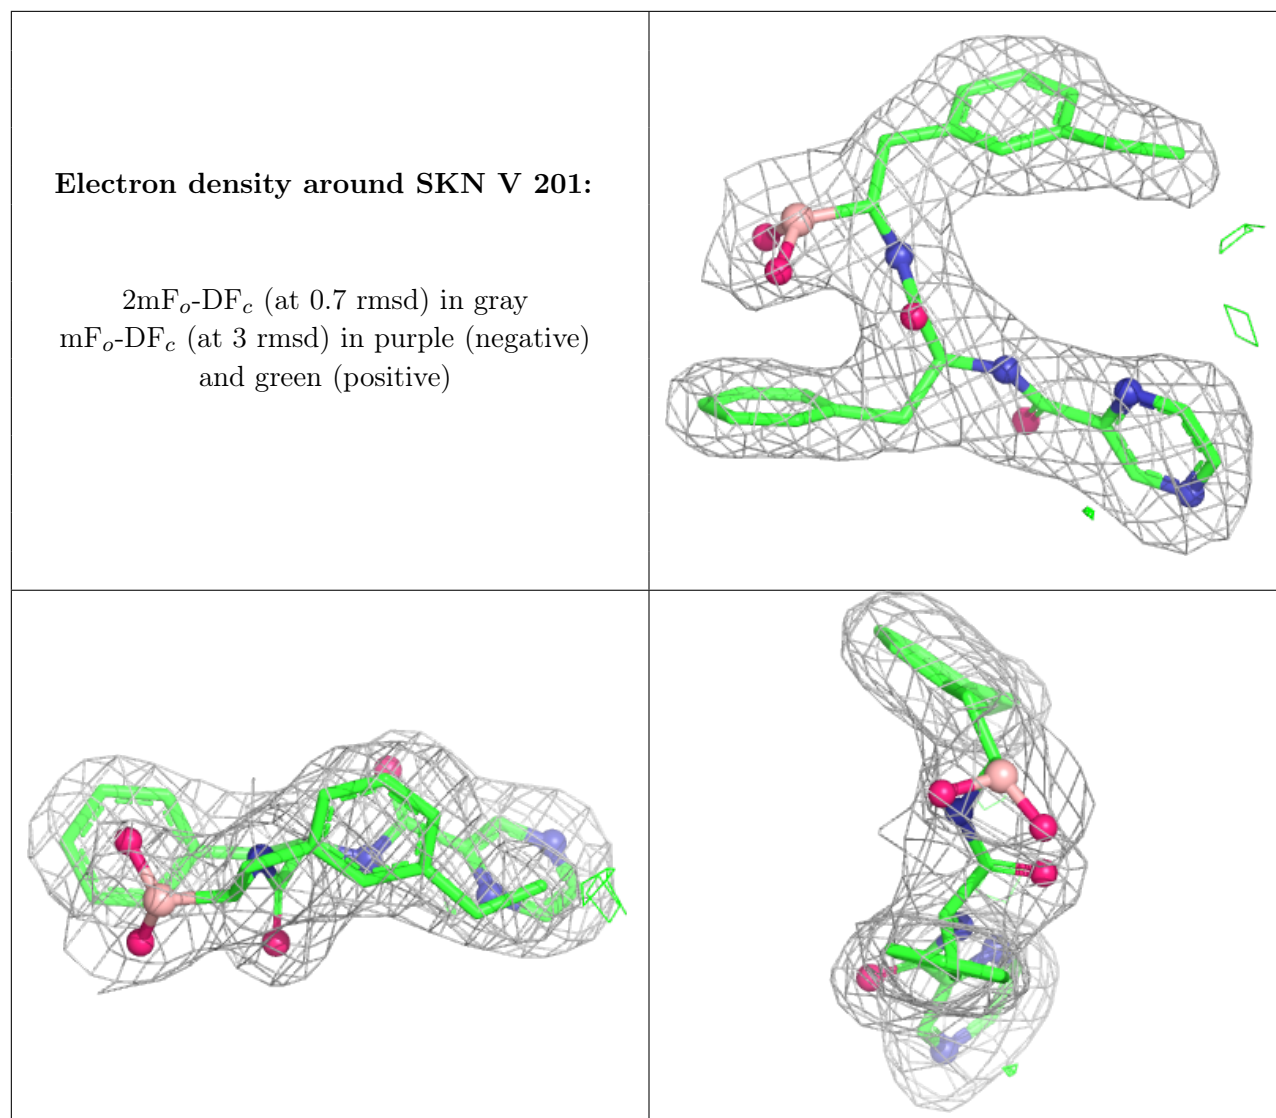 Electron density around SKN V 201:
2mFo-DFc (at 0.7 rmsd) in gray
mFo-DFc (at 3 rmsd) in purple (negative)
and green (positive)